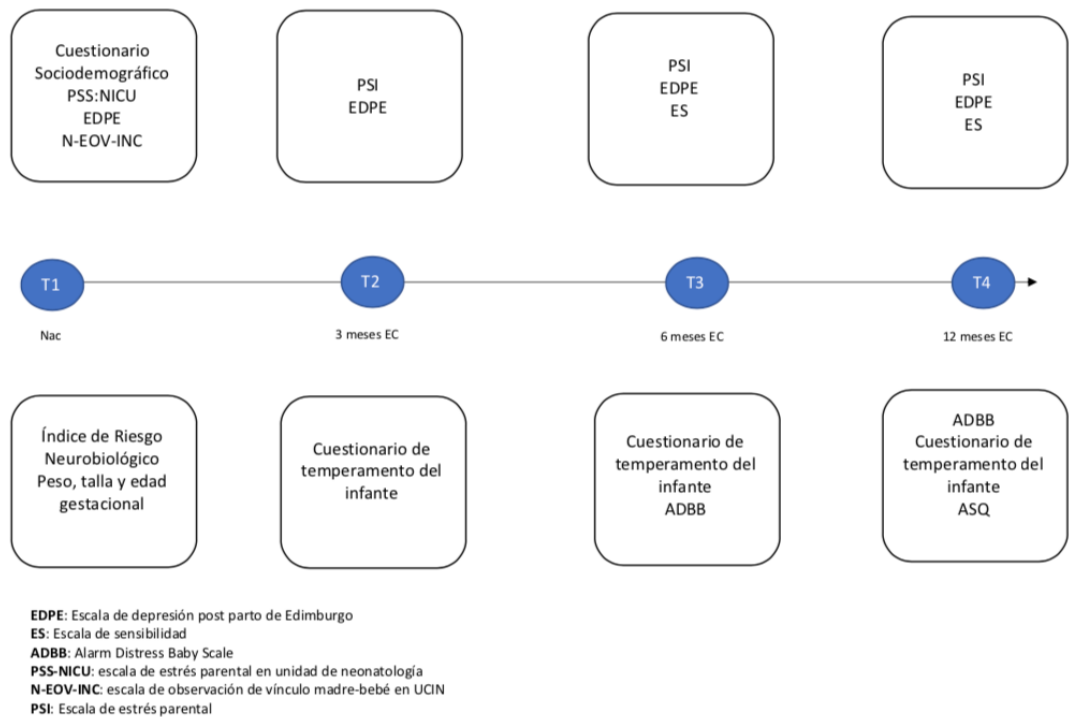 Cuestionario
Sociodemográfico
PSS:NICU
EDPE
N-EOV-INC
PSI
EDPE
PSI
EDPE
ES
PSI
EDPE
ES
T1
T2
T3
T4
Nac
3 meses EC
6 meses EC
12 meses EC
Índice de Riesgo
Neurobiológico
Peso, talla y edad
gestacional
Cuestionario de
temperamento del
infante
Cuestionario de
temperamento del
infante
ADBB
ADBB
Cuestionario de
temperamento del
infante
ASQ
EDPE: Escala de depresión post parto de Edimburgo
ES: Escala de sensibilidad
ADBB: Alarm Distress Baby Scale
PSS-NICU: escala de estrés parental en unidad de neonatología
N-EOV-INC: escala de observación de vínculo madre-bebé en UCIN
PSI: Escala de estrés parental